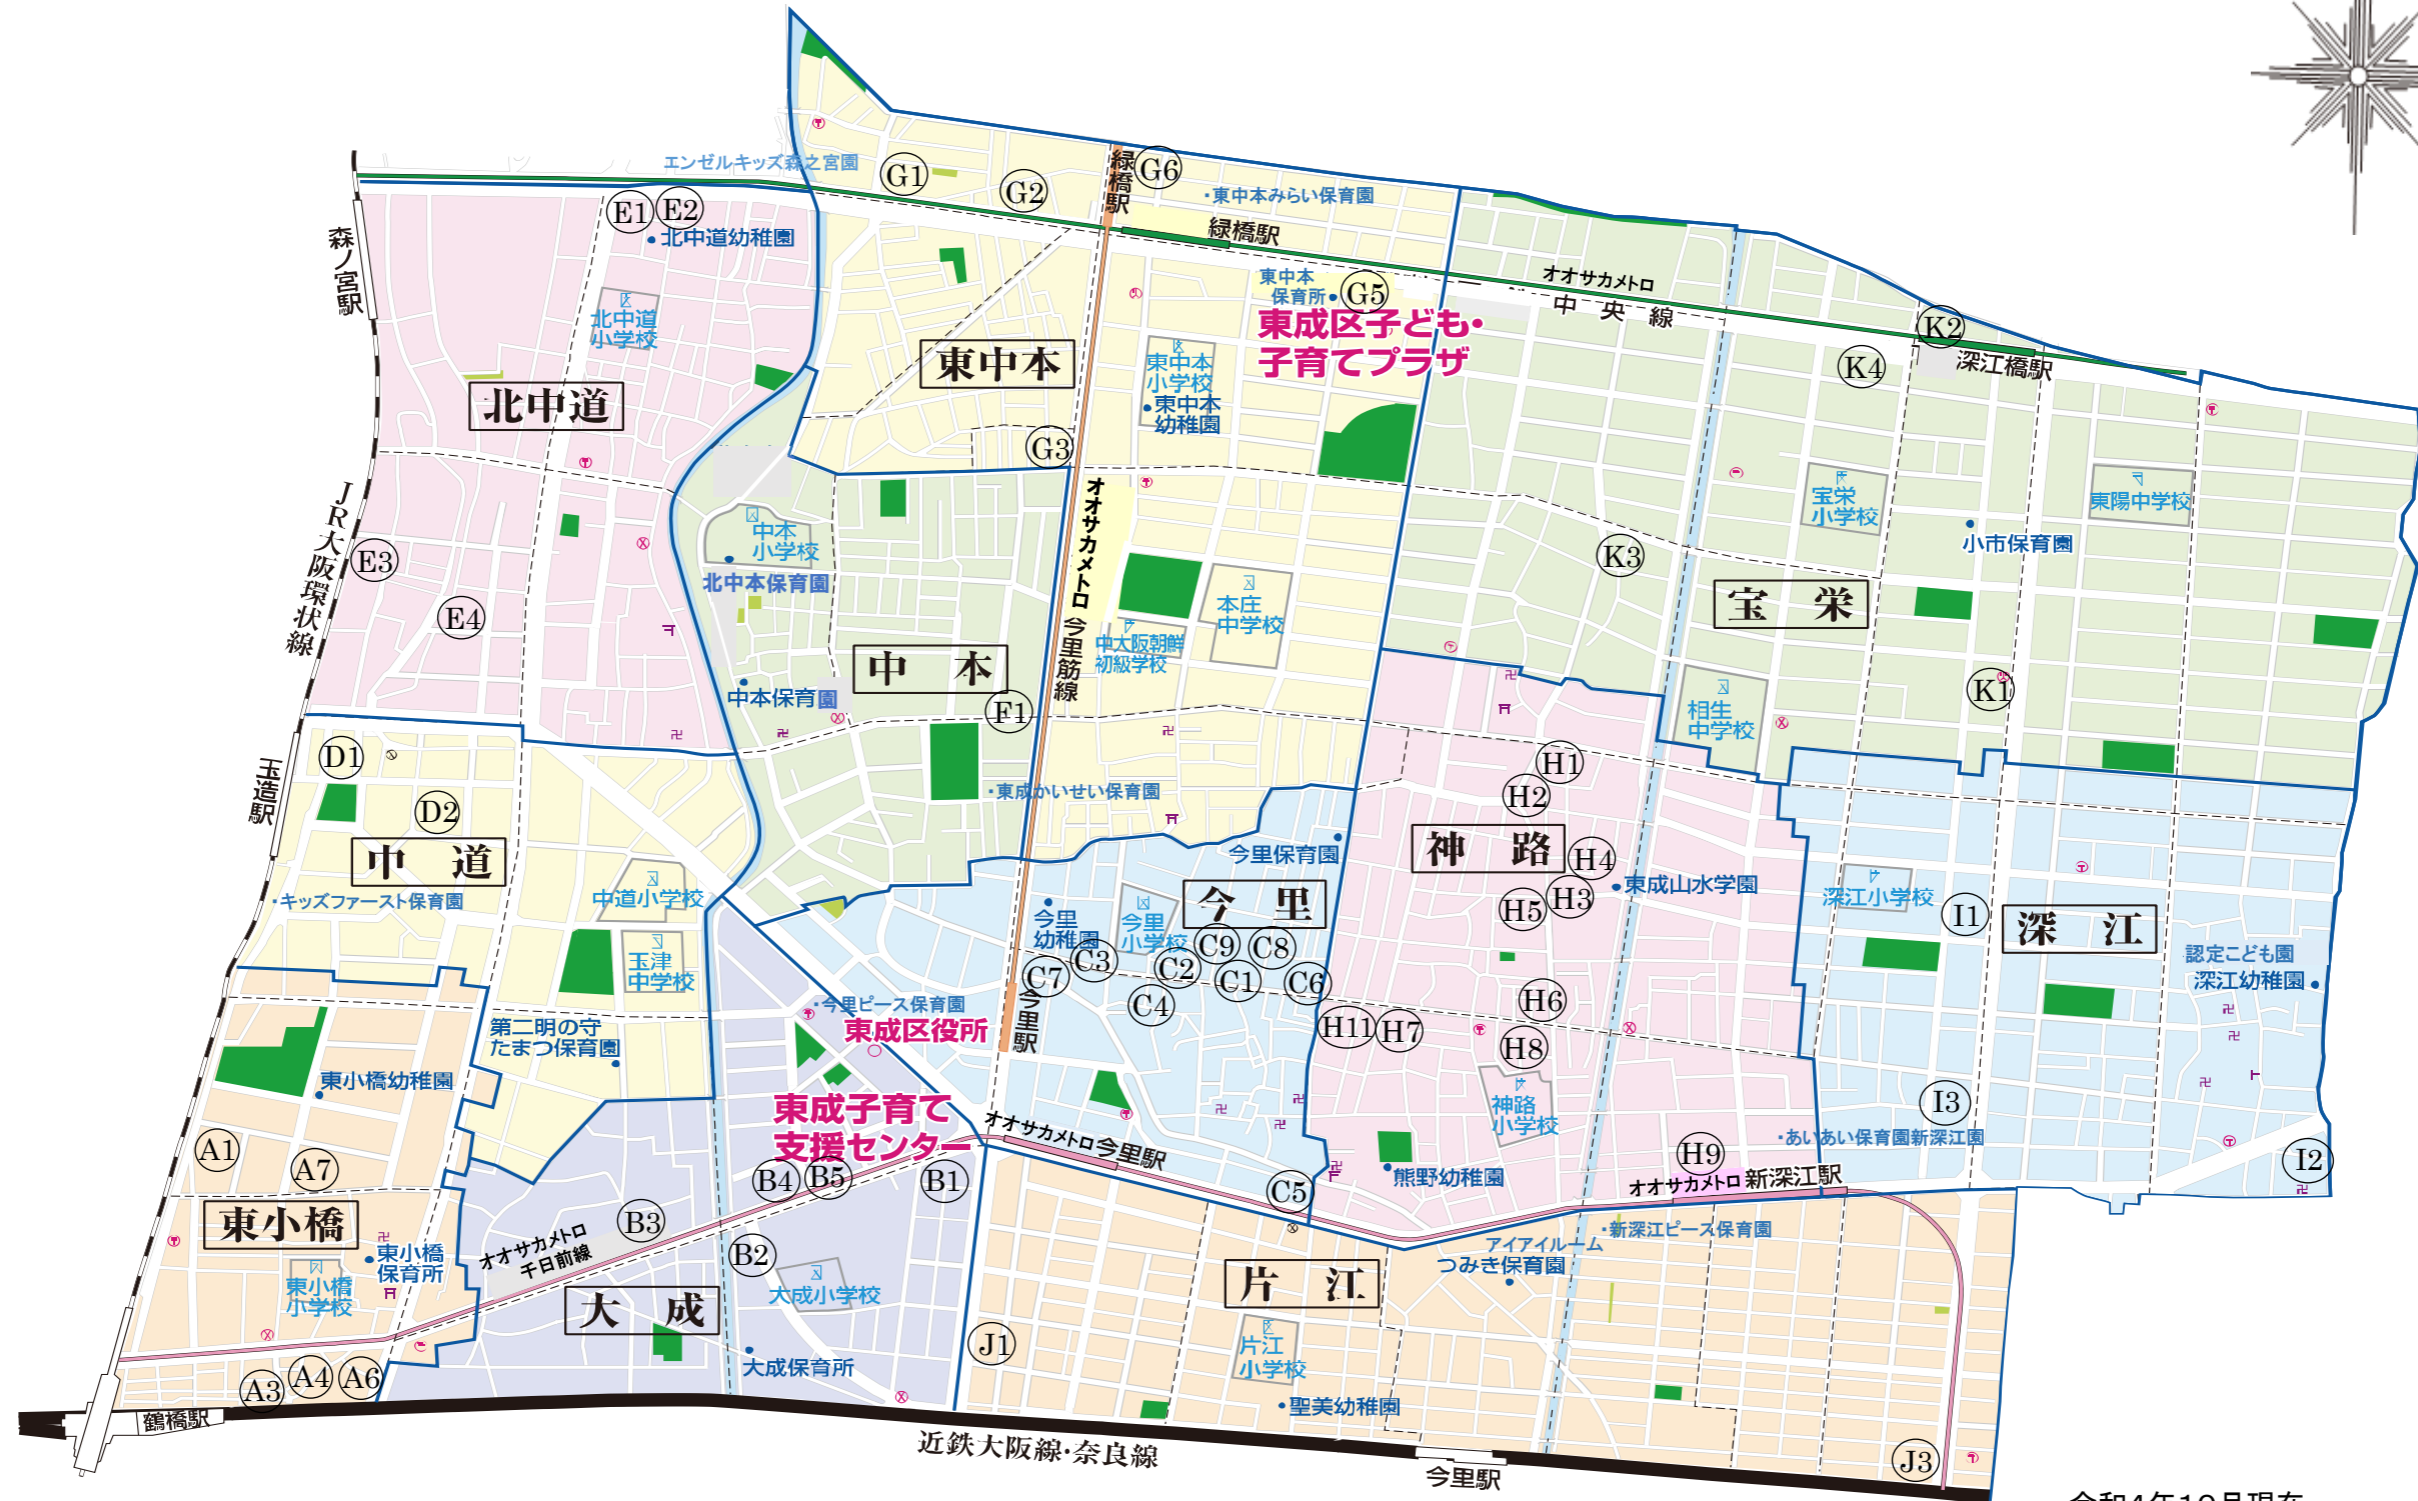 エンゼルキッズ森之宮園
G1
G2
緑橋駅
G6
・東中本みらい保育園
緑橋駅
E1
E2
北中道幼稚園
森ノ宮駅
北中道
小学校
北中道
東中本
東中本
保育所
G5
東成区子ども・
子育てプラザ
東中本
小学校
東中本
幼稚園
G3
オオサカメトロ
中央線
K2
深江橋駅
K4
JR大阪環状線
E3
E4
中本
小学校
北中本保育園
中本
中本保育園
F1
オオサカメトロ 今里筋線
本庄
中学校
中大阪朝鮮
初級学校
K3
宝栄
小学校
小市保育園
東陽中学校
宝栄
相生
中学校
K1
玉造駅
D1
D2
中道
・キッズファースト保育園
中道小学校
玉津
中学校
第二明の守
たまつ保育園
・東成かいせい保育園
今里保育園
今里
今里
幼稚園
今里
小学校
C9
C8
C3
C2
C7
C1
C6
C4
今里駅
・今里ピース保育園
東成区役所
H1
H2
神路
H4
H3
H5
東成山水学園
H6
H11
H7
H8
神路
小学校
熊野幼稚園
H9
オオサカメトロ 新深江駅
深江小学校
I1
深江
認定こども園
深江幼稚園
I3
・あいあい保育園新深江園
I2
東小橋幼稚園
A1
A7
東小橋
東小橋
保育所
東小橋
小学校
A3
A4
A6
鶴橋駅
東成子育て
支援センター
B4
B5
B1
B3
オオサカメトロ
千日前線
B2
大成小学校
大成
大成保育所
オオサカメトロ 今里駅
C5
片江
・新深江ピース保育園
アイアイルーム
つみき保育園
J1
片江
小学校
聖美幼稚園
J3
近鉄大阪線・奈良線
今里駅
令和4年10月現在